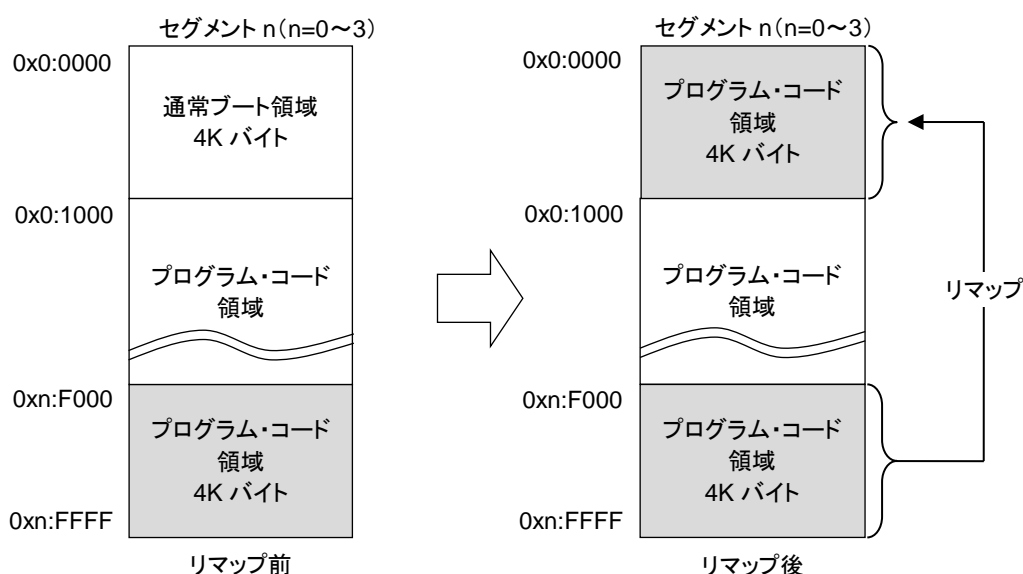 セグメント n(n=0～3)
0x0:0000
通常ブート領域
4K バイト
0x0:1000
プログラム・コード
領域
0xn:F000
プログラム・コード
領域
4K バイト
0xn:FFFF
リマップ前
セグメント n(n=0～3)
0x0:0000
プログラム・コード
領域
4K バイト
0x0:1000
プログラム・コード
領域
リマップ
0xn:F000
プログラム・コード
領域
4K バイト
0xn:FFFF
リマップ後